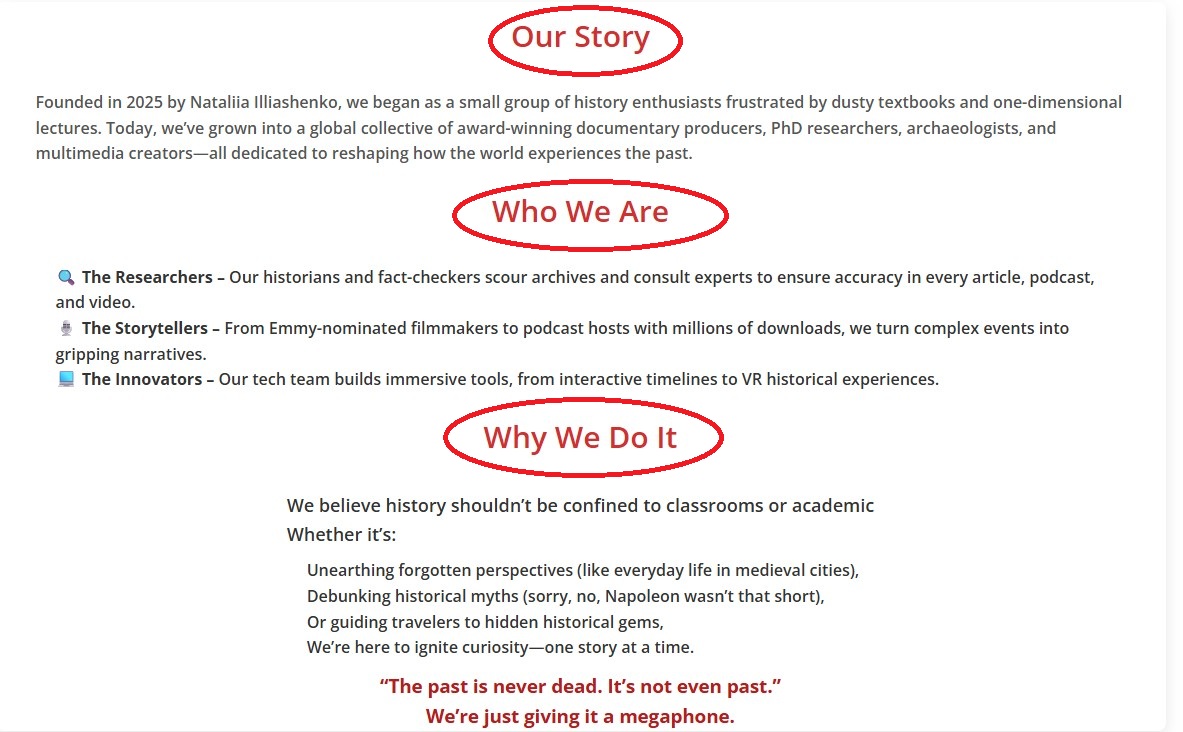 Our Story
Founded in 2025 by Nataliia Illiashenko, we began as a small group of history enthusiasts frustrated by dusty textbooks and one-dimensional
lectures. Today, we’ve grown into a global collective of award-winning documentary producers, PhD researchers, archaeologists, and
multimedia creators—all dedicated to reshaping how the world experiences the past.
Who We Are
The Researchers – Our historians and fact-checkers scour archives and consult experts to ensure accuracy in every article, podcast,
and video.
The Storytellers – From Emmy-nominated filmmakers to podcast hosts with millions of downloads, we turn complex events into
gripping narratives.
The Innovators – Our tech team builds immersive tools, from interactive timelines to VR historical experiences.
Why We Do It
We believe history shouldn’t be confined to classrooms or academic
Whether it’s:
Unearthing forgotten perspectives (like everyday life in medieval cities),
Debunking historical myths (sorry, no, Napoleon wasn’t that short),
Or guiding travelers to hidden historical gems,
We’re here to ignite curiosity—one story at a time.
“The past is never dead. It’s not even past.”
We’re just giving it a megaphone.